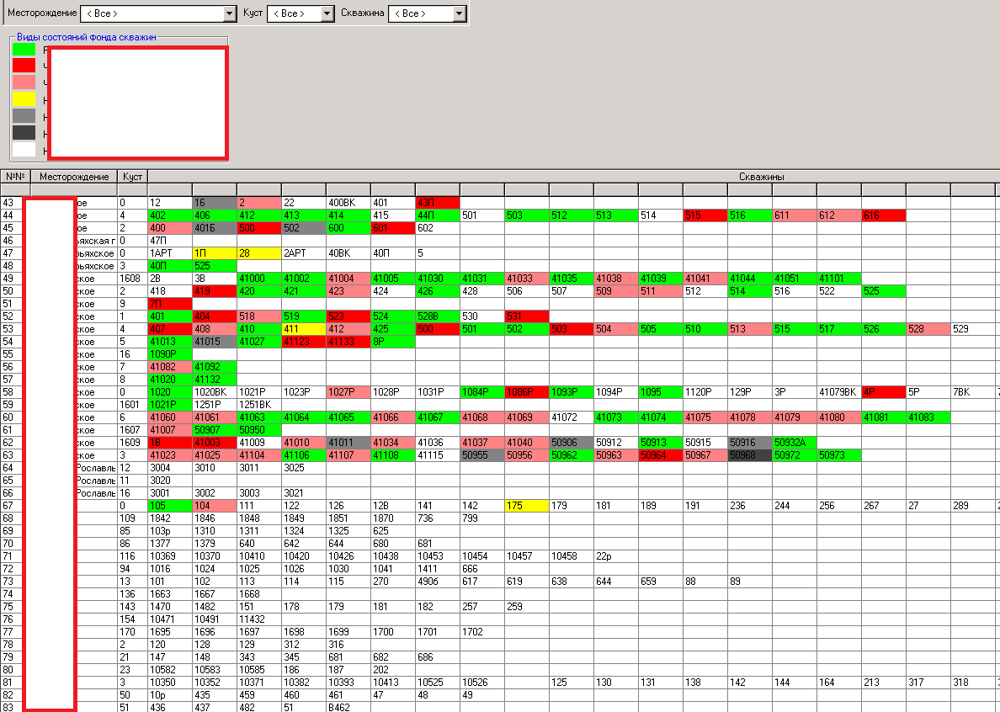 Месторождение < Все > Куст < Все > Скважина < Все >
Виды состояний фонда скважин
№№ Месторождение Куст Скважины
43 ое 0 12 16 2 22 400ВК 401 43П
44 ое 4 402 406 412 413 414 415 44П 501 503 512 513 514 515 516 611 612 616
45 ое 2 400 401Б 500 502 600 601 602
46 ьяхская г 0 47П
47 ьяхское 0 1АРТ 1П 28 2АРТ 40ВК 40П 5
48 ьяхское 3 40П 525
49 ское 1608 2В 3В 41000 41002 41004 41005 41030 41031 41033 41035 41038 41039 41041 41044 41051 41101
50 ское 2 418 419 420 421 423 424 426 428 506 507 509 511 512 514 516 522 525
51 ское 9 7П
52 ское 1 401 404 518 519 523 524 528В 530 531
53 ское 4 407 408 410 411 412 425 500 501 502 503 504 505 510 513 515 517 526 528 529
54 ское 5 41013 41015 41027 41123 41133 8Р
55 ское 16 1090Р
56 ское 7 41082 41092
57 ское 8 41020 41132
58 ское 0 1020 1020ВК 1021Р 1023Р 1027Р 1028Р 1031Р 1084Р 1086Р 1093Р 1094Р 1095 1120Р 129Р 3Р 41079ВК 4Р 5Р 7ВК
59 ское 1601 1021Р 1251Р 1251ВК
60 ское 6 41060 41061 41063 41064 41065 41066 41067 41068 41069 41072 41073 41074 41075 41078 41079 41080 41081 41083
61 ское 1607 41007 50907 50950
62 ское 1609 18 41003 41009 41010 41011 41034 41036 41037 41040 50906 50912 50913 50915 50916 50932А
63 ское 3 41023 41025 41104 41106 41107 41108 41115 50955 50956 50962 50963 50964 50967 50968 50972 50973
64 Рославль 12 3004 3010 3011 3025
65 Рославль 11 3020
66 Рославль 16 3001 3002 3003 3021
67 0 105 104 111 122 126 12В 141 142 175 179 181 189 191 236 244 256 267 27 289
68 109 1842 1846 1848 1849 1851 1870 736 799
69 85 103р 1310 1311 1324 1325 625
70 86 1377 1379 640 642 644 680 681
71 116 10369 10370 10410 10420 10426 10438 10453 10454 10457 10458 22р
72 94 1016 1024 1025 1026 1030 1041 1411 666
73 13 101 102 113 114 115 270 490б 617 619 638 644 659 88 89
74 136 1663 1667 1668
75 143 1470 1482 151 178 179 181 182 257 259
76 154 10471 10491 11432
77 170 1695 1696 1697 1698 1699 1700 1701 1702
78 2 120 128 129 312 316
79 21 147 148 343 345 681 682 686
80 23 10582 10583 10585 186 187 202
81 3 10350 10352 10371 10382 10393 10413 10525 10526 125 130 131 138 142 144 164 213 317 318
82 50 10р 435 459 460 461 47 48 49
83 51 436 437 482 51 В462